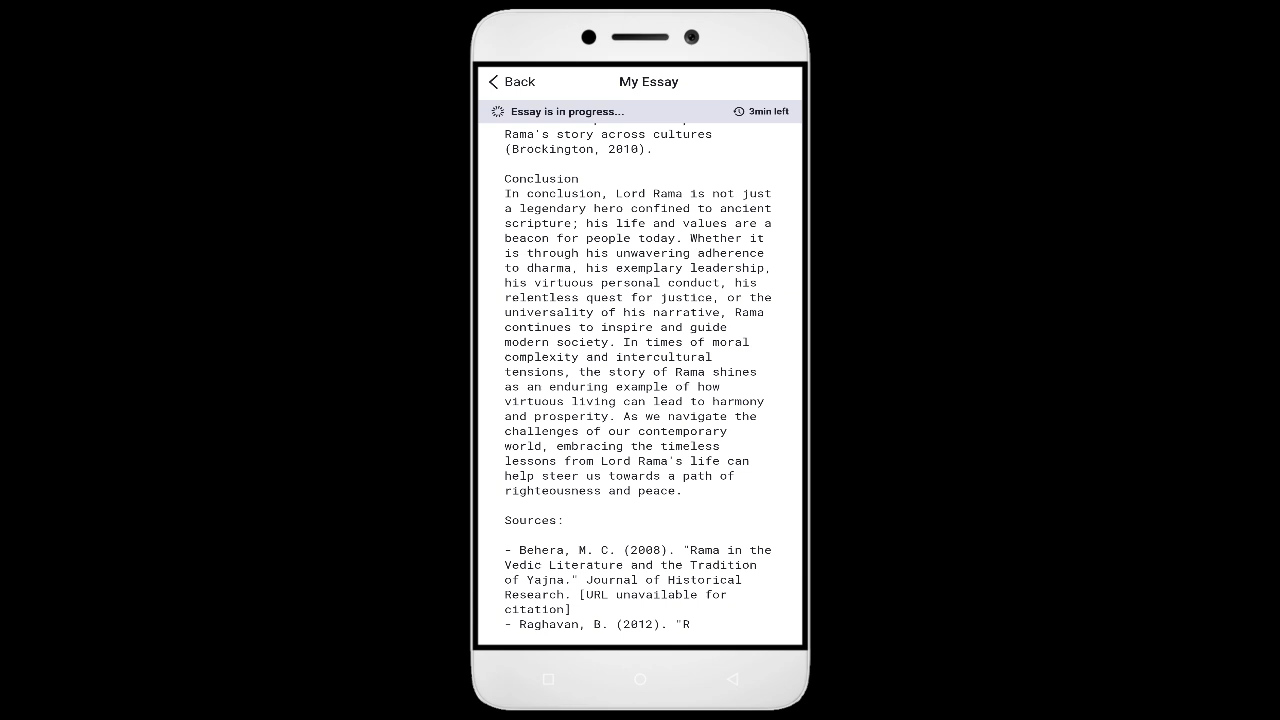 Back
My Essay
Essay is in progress...
3min left
Rama's story across cultures
(Brockington, 2010).
Conclusion
In conclusion, Lord Rama is not just
a legendary hero confined to ancient
scripture; his life and values are a
beacon for people today. Whether it
is through his unwavering adherence
to dharma, his exemplary leadership,
his virtuous personal conduct, his
relentless quest for justice, or the
universality of his narrative, Rama
continues to inspire and guide
modern society. In times of moral
complexity and intercultural
tensions, the story of Rama shines
as an enduring example of how
virtuous living can lead to harmony
and prosperity. As we navigate the
challenges of our contemporary
world, embracing the timeless
lessons from Lord Rama's life can
help steer us towards a path of
righteousness and peace.
Sources:
- Behera, M. C. (2008). "Rama in the
Vedic Literature and the Tradition
of Yajna." Journal of Historical
Research. [URL unavailable for
citation]
- Raghavan, B. (2012). "R